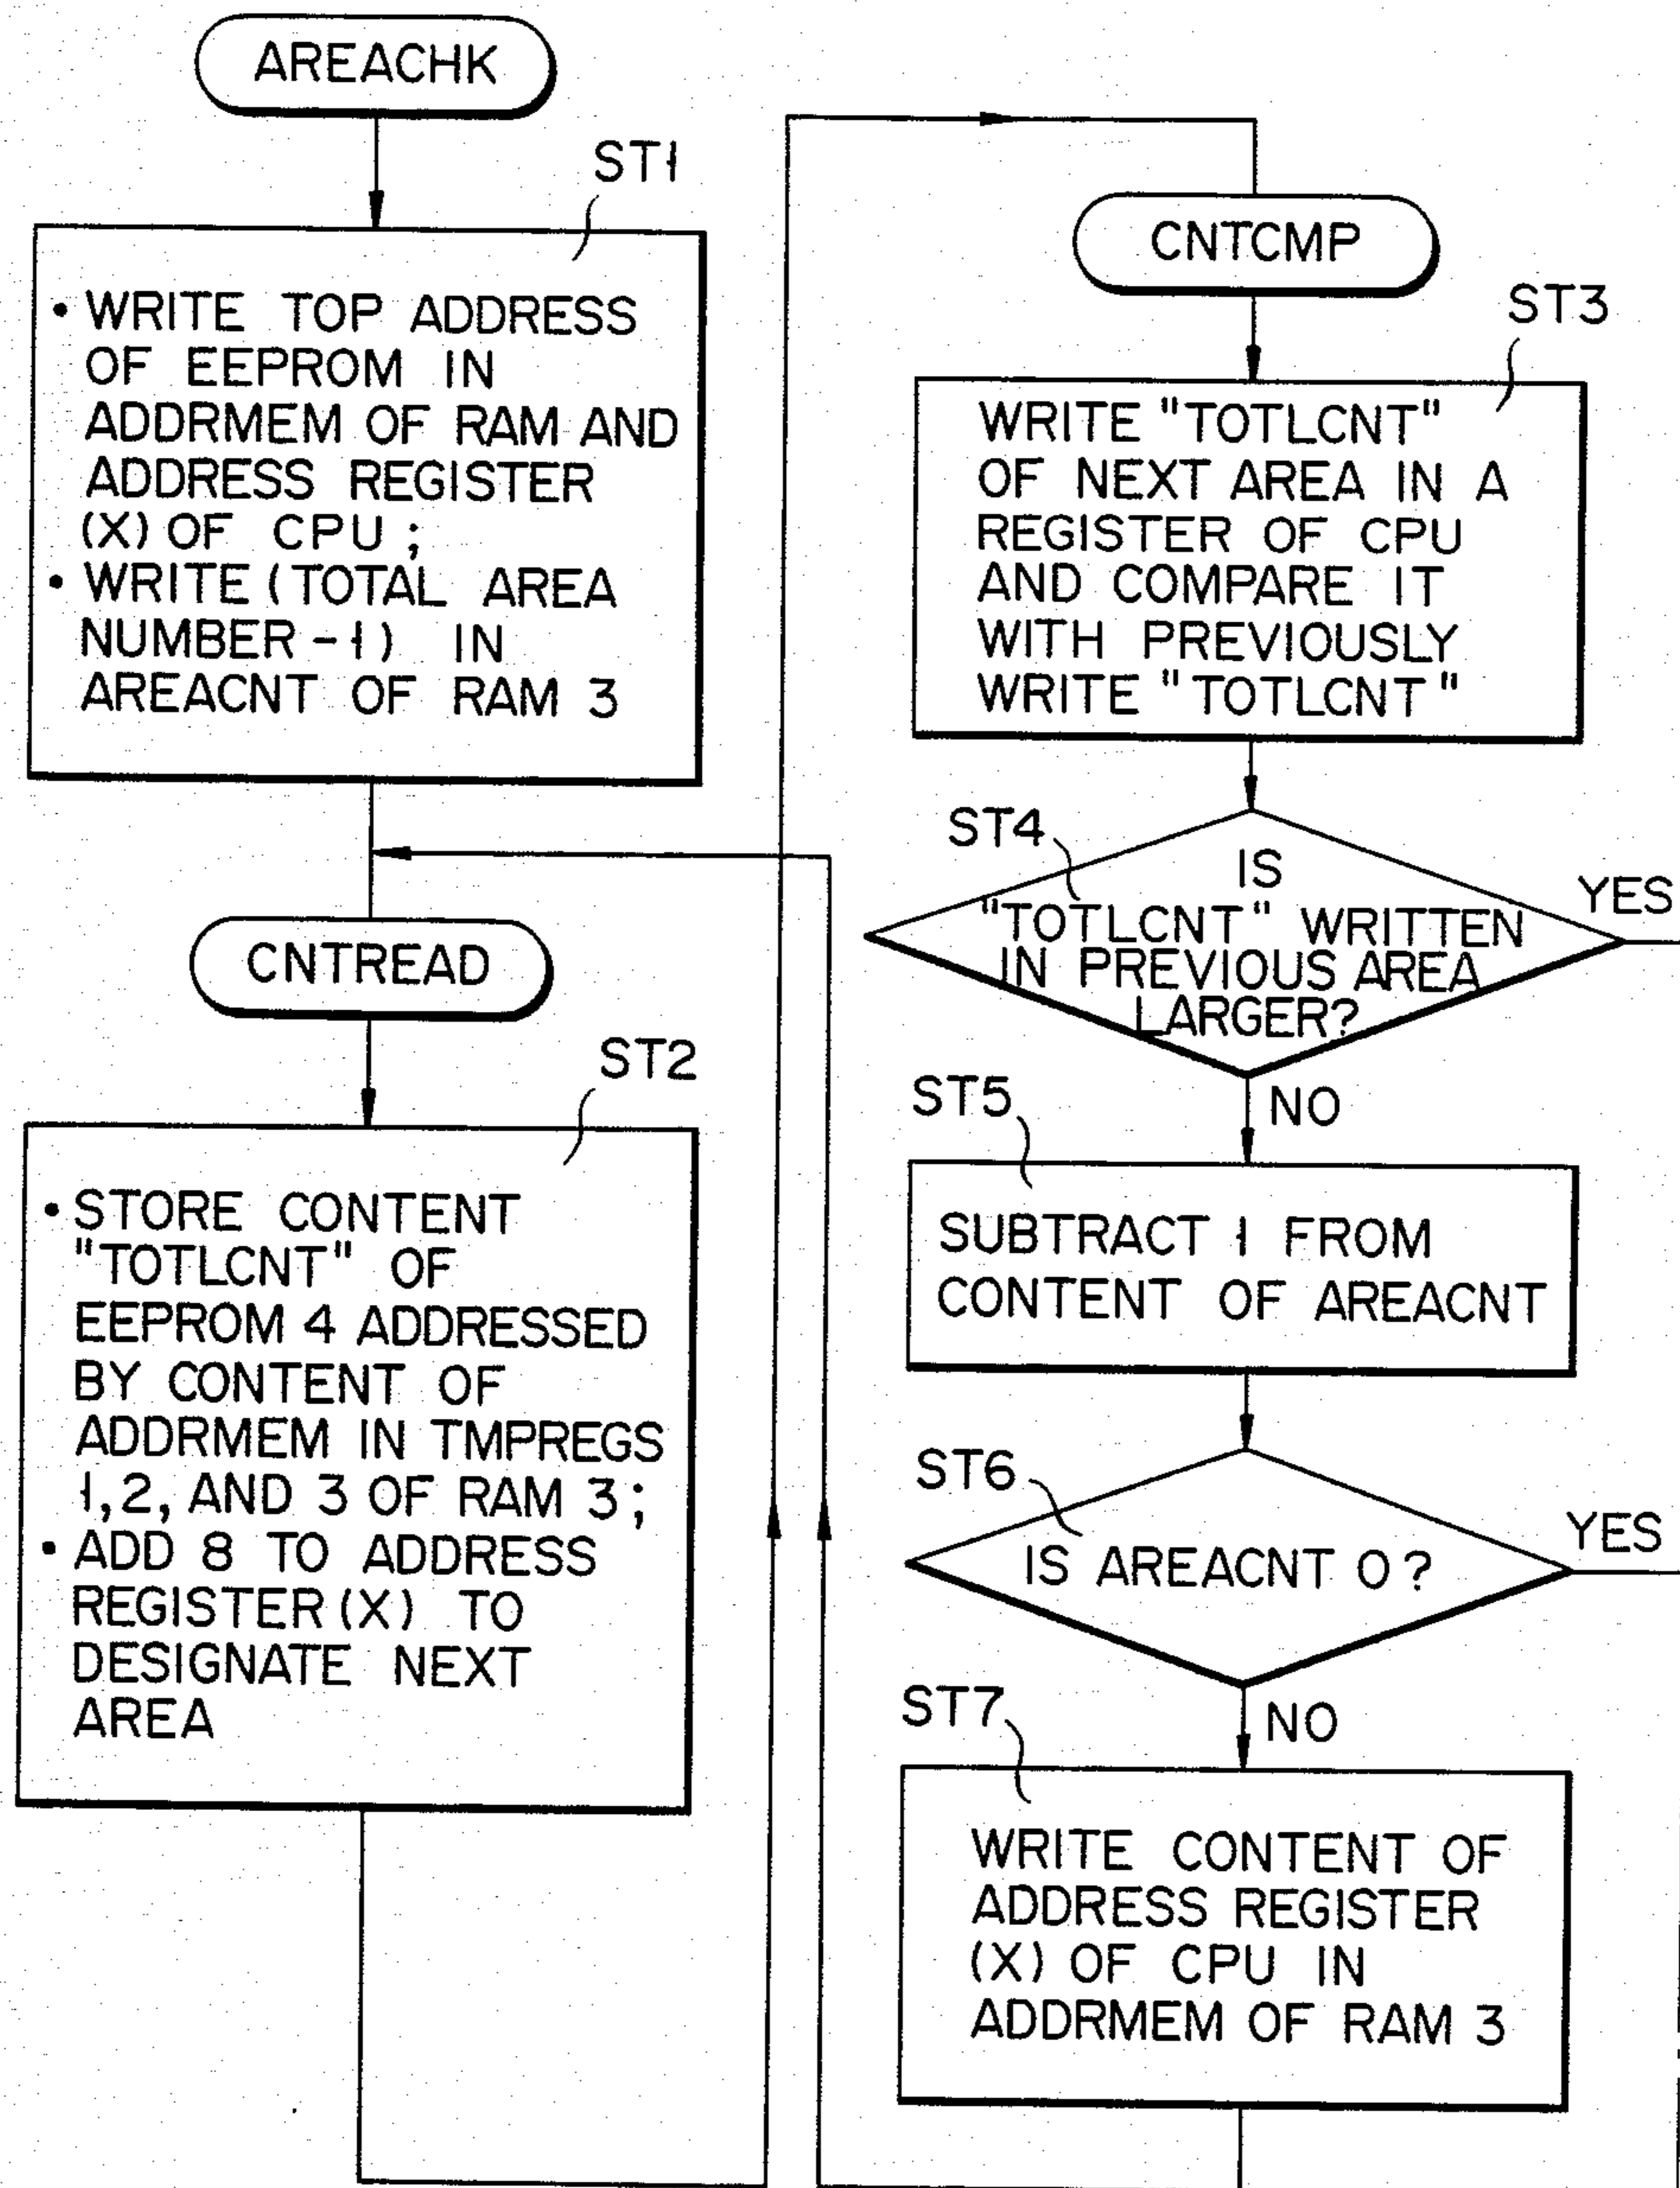 AREACHK
ST1
• WRITE TOP ADDRESS
OF EEPROM IN
ADDRMEM OF RAM AND
ADDRESS REGISTER
(X) OF CPU ;
• WRITE (TOTAL AREA
NUMBER -1) IN
AREACNT OF RAM 3
CNTREAD
ST2
• STORE CONTENT
"TOTLCNT" OF
EEPROM 4 ADDRESSED
BY CONTENT OF
ADDRMEM IN TMPREGS
1,2, AND 3 OF RAM 3 ;
• ADD 8 TO ADDRESS
REGISTER (X) TO
DESIGNATE NEXT
AREA
CNTCMP
ST3
WRITE "TOTLCNT"
OF NEXT AREA IN A
REGISTER OF CPU
AND COMPARE IT
WITH PREVIOUSLY
WRITE "TOTLCNT"
ST4
IS
"TOTLCNT" WRITTEN
IN PREVIOUS AREA
LARGER?
YES
NO
ST5
SUBTRACT 1 FROM
CONTENT OF AREACNT
ST6
IS AREACNT 0 ?
YES
NO
ST7
WRITE CONTENT OF
ADDRESS REGISTER
(X) OF CPU IN
ADDRMEM OF RAM 3